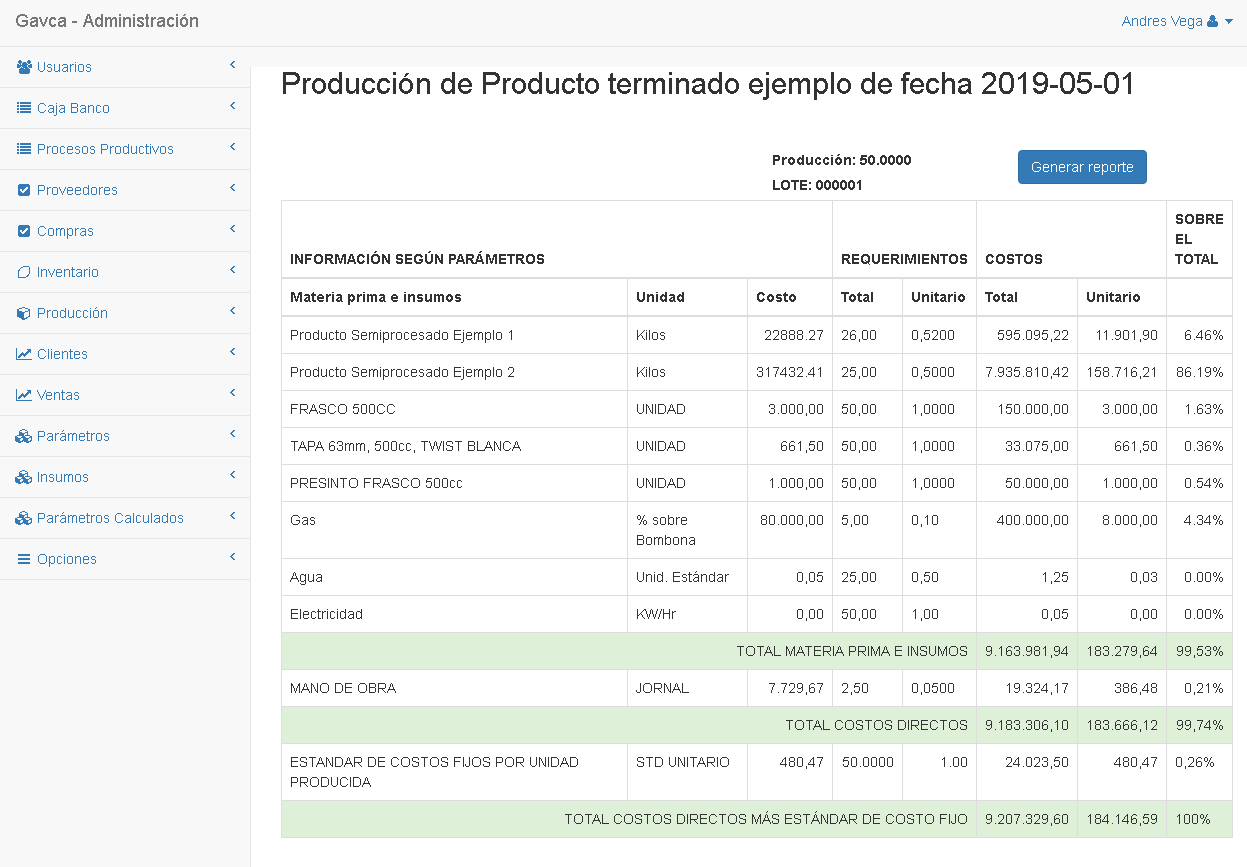 Gavca - Administración
Andres Vega
Usuarios
Caja Banco
Procesos Productivos
Proveedores
Compras
Inventario
Producción
Clientes
Ventas
Parámetros
Insumos
Parámetros Calculados
Opciones
Producción de Producto terminado ejemplo de fecha 2019-05-01
Producción: 50.0000
LOTE: 000001
Generar reporte
INFORMACIÓN SEGÚN PARÁMETROS REQUERIMIENTOS COSTOS SOBRE
EL
TOTAL
Materia prima e insumos Unidad Costo Total Unitario Total Unitario
Producto Semiprocesado Ejemplo 1 Kilos 22888.27 26,00 0,5200 595.095,22 11.901,90 6.46%
Producto Semiprocesado Ejemplo 2 Kilos 317432.41 25,00 0,5000 7.935.810,42 158.716,21 86.19%
FRASCO 500CC UNIDAD 3.000,00 50,00 1,0000 150.000,00 3.000,00 1.63%
TAPA 63mm, 500cc, TWIST BLANCA UNIDAD 661,50 50,00 1,0000 33.075,00 661,50 0.36%
PRESINTO FRASCO 500cc UNIDAD 1.000,00 50,00 1,0000 50.000,00 1.000,00 0.54%
Gas % sobre 80.000,00 5,00 0,10 400.000,00 8.000,00 4.34%
Bombona
Agua Unid. Estándar 0,05 25,00 0,50 1,25 0,03 0.00%
Electricidad KW/Hr 0,00 50,00 1,00 0,05 0,00 0.00%
TOTAL MATERIA PRIMA E INSUMOS 9.163.981,94 183.279,64 99,53%
MANO DE OBRA JORNAL 7.729,67 2,50 0,0500 19.324,17 386,48 0,21%
TOTAL COSTOS DIRECTOS 9.183.306,10 183.666,12 99,74%
ESTANDAR DE COSTOS FIJOS POR UNIDAD STD UNITARIO 480,47 50.0000 1.00 24.023,50 480,47 0,26%
PRODUCIDA
TOTAL COSTOS DIRECTOS MÁS ESTÁNDAR DE COSTO FIJO 9.207.329,60 184.146,59 100%